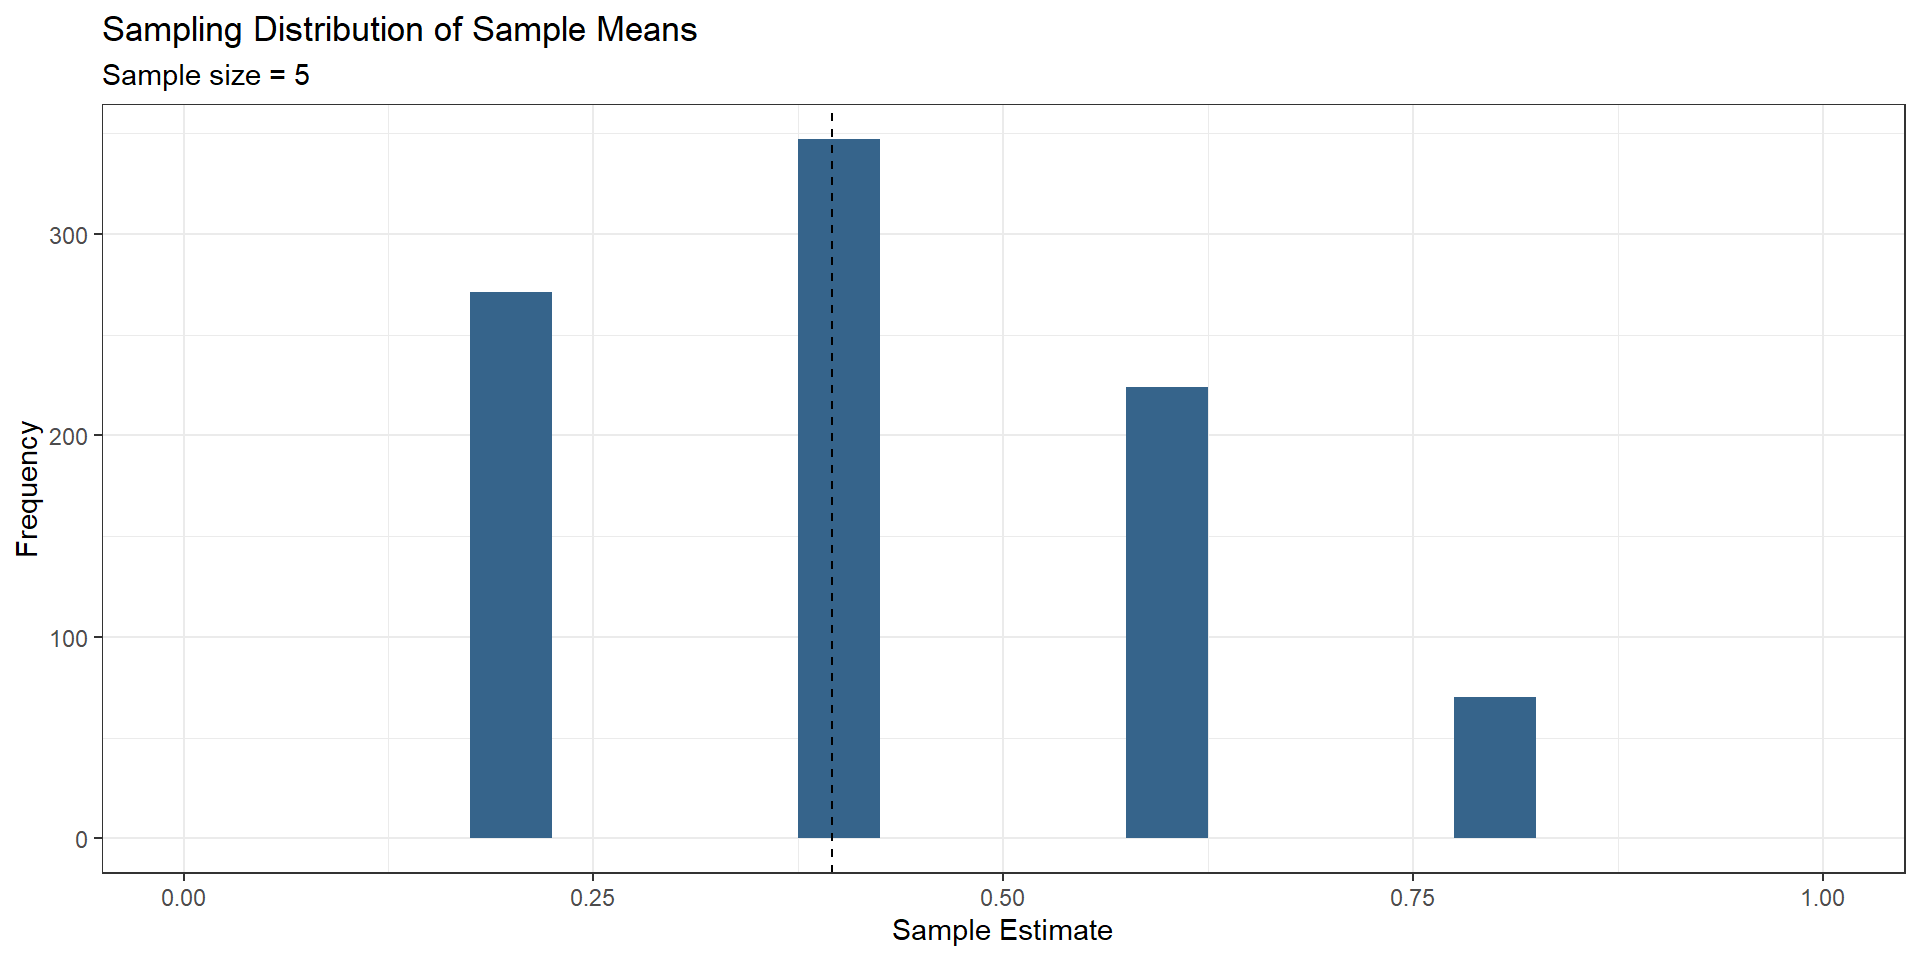 Sampling Distribution of Sample Means
Sample size = 5
Frequency
300
200
100
0
0.00 0.25 0.50 0.75 1.00
Sample Estimate